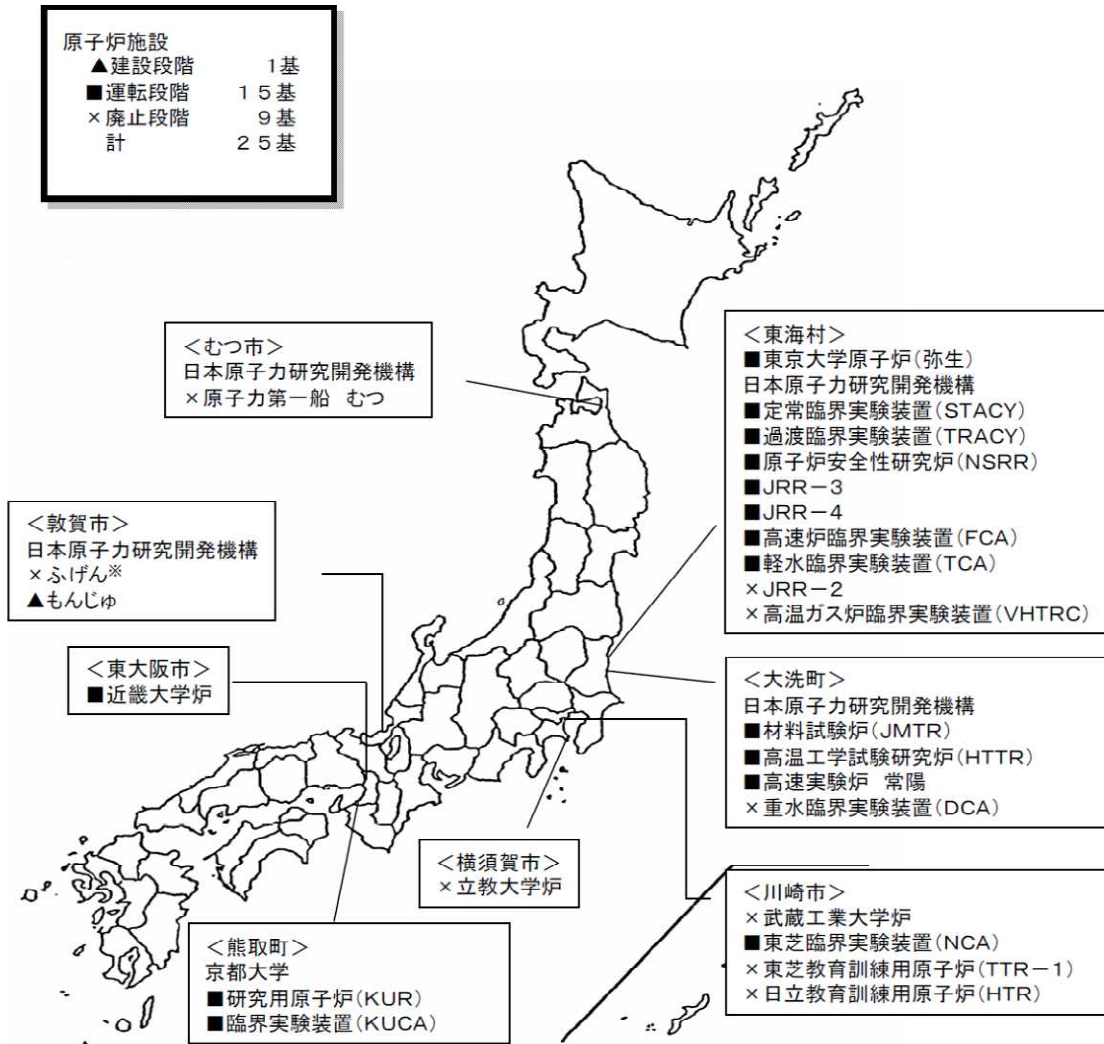 原子炉施設
▲建設段階 1基
■運転段階 15基
×廃止段階 9基
計 25基
＜むつ市＞
日本原子力研究開発機構
×原子力第一船 むつ
＜東海村＞
■東京大学原子炉(弥生)
日本原子力研究開発機構
■定常臨界実験装置(STACY)
■過渡臨界実験装置(TRACY)
■原子炉安全性研究炉(NSRR)
■JRR－3
■JRR－4
■高速炉臨界実験装置(FCA)
■軽水臨界実験装置(TCA)
×JRR－2
×高温ガス炉臨界実験装置(VHTRC)
＜敦賀市＞
日本原子力研究開発機構
×ふげん※
▲もんじゅ
＜東大阪市＞
■近畿大学炉
＜大洗町＞
日本原子力研究開発機構
■材料試験炉(JMTR)
■高温工学試験研究炉(HTTR)
■高速実験炉 常陽
×重水臨界実験装置(DCA)
＜横須賀市＞
×立教大学炉
＜川崎市＞
×武蔵工業大学炉
■東芝臨界実験装置(NCA)
×東芝教育訓練用原子炉(TTR－1)
×日立教育訓練用原子炉(HTR)
＜熊取町＞
京都大学
■研究用原子炉(KUR)
■臨界実験装置(KUCA)